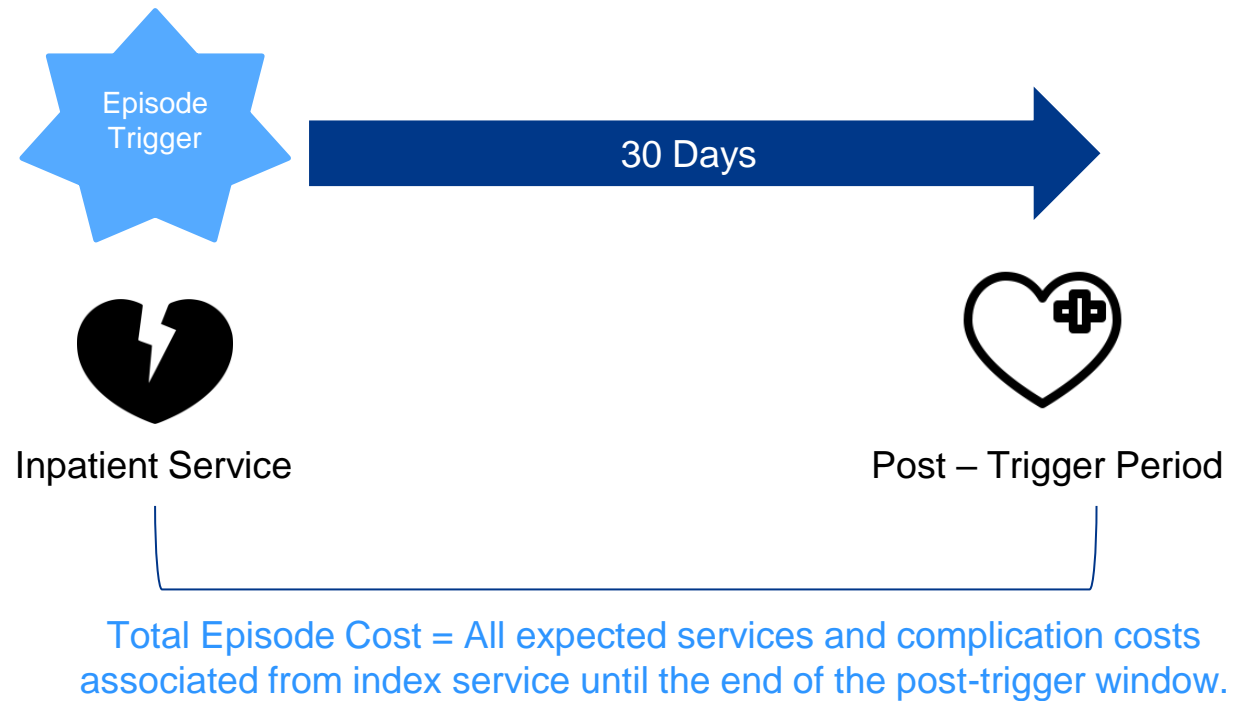 Episode
Trigger
30 Days
Inpatient Service
Post – Trigger Period
Total Episode Cost = All expected services and complication costs
associated from index service until the end of the post-trigger window.